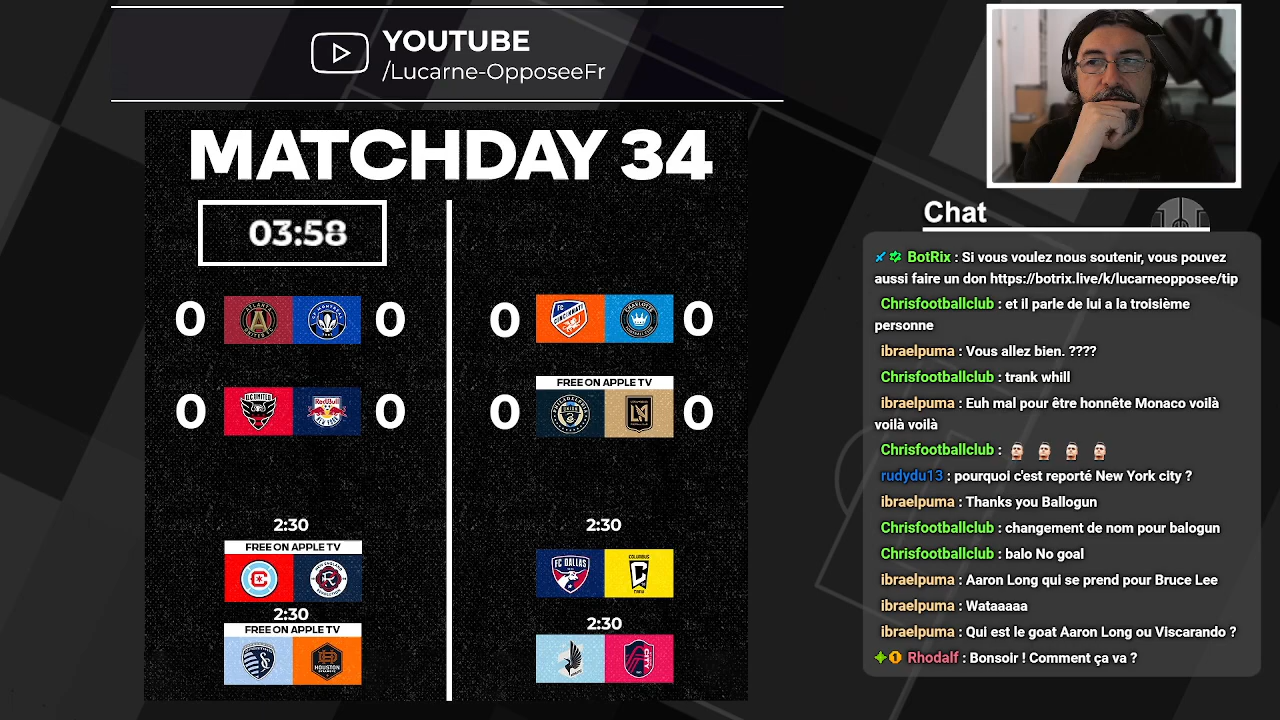 YOUTUBE
/Lucarne-OpposeeFr
MATCHDAY 34
03:58
0 0
0 0
0 0
FREE ON APPLE TV
0 0
2:30
FREE ON APPLE TV
2:30
FC DALLAS
COLUMBUS
2:30
FREE ON APPLE TV
HOUSTON
2:30
CITY
Chat
BotRix : Si vous voulez nous soutenir, vous pouvez
aussi faire un don https://botrix.live/k/lucarneopposee/tip
Chrisfootballclub : et il parle de lui a la troisième
personne
ibraelpuma : Vous allez bien. ????
Chrisfootballclub : trank whill
ibraelpuma : Euh mal pour être honnête Monaco voilà
voilà voilà
Chrisfootballclub :
rudydu13 : pourquoi c'est reporté New York city ?
ibraelpuma : Thanks you Ballogun
Chrisfootballclub : changement de nom pour balogun
Chrisfootballclub : balo No goal
ibraelpuma : Aaron Long qui se prend pour Bruce Lee
ibraelpuma : Wataaaaa
ibraelpuma : Qui est le goat Aaron Long ou Viscarando ?
1 Rhodalf : Bonsoir ! Comment ça va ?